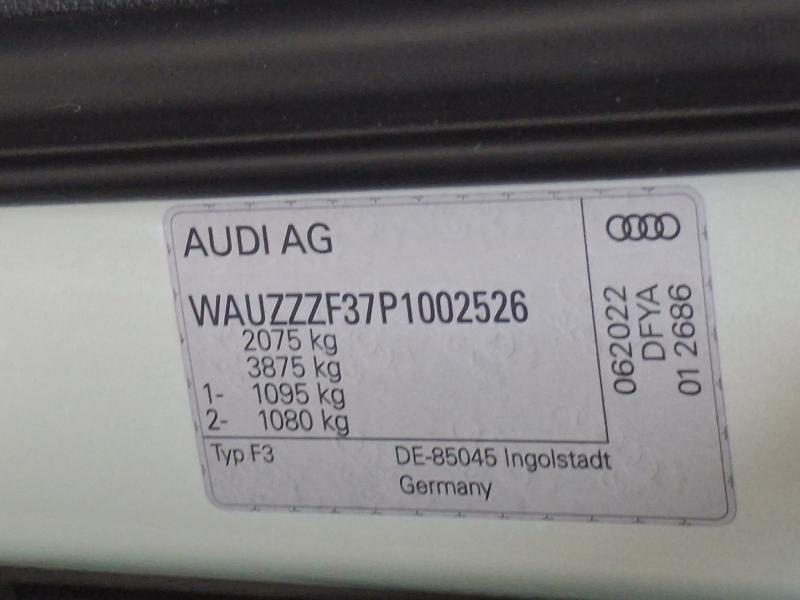 AUDI AG
WAUZZZF37P1002526
2075 kg
3875 kg
1- 1095 kg
2- 1080 kg
Typ F3
DE-85045 Ingolstadt
Germany
062022
DFYA
01 2686